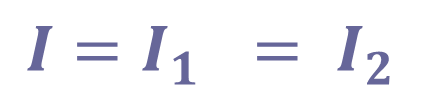 I = I₁ = I₂